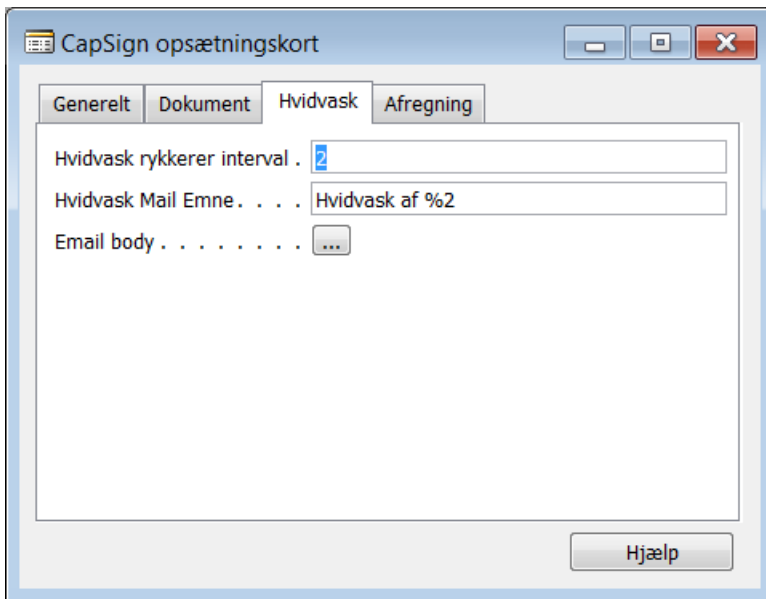 CapSign opsætningskort
Generelt Dokument Hvidvask Afregning
Hvidvask rykkerer interval . 2
Hvidvask Mail Emne . . . . Hvidvask af %2
Email body . . . . . . . . ...
Hjælp